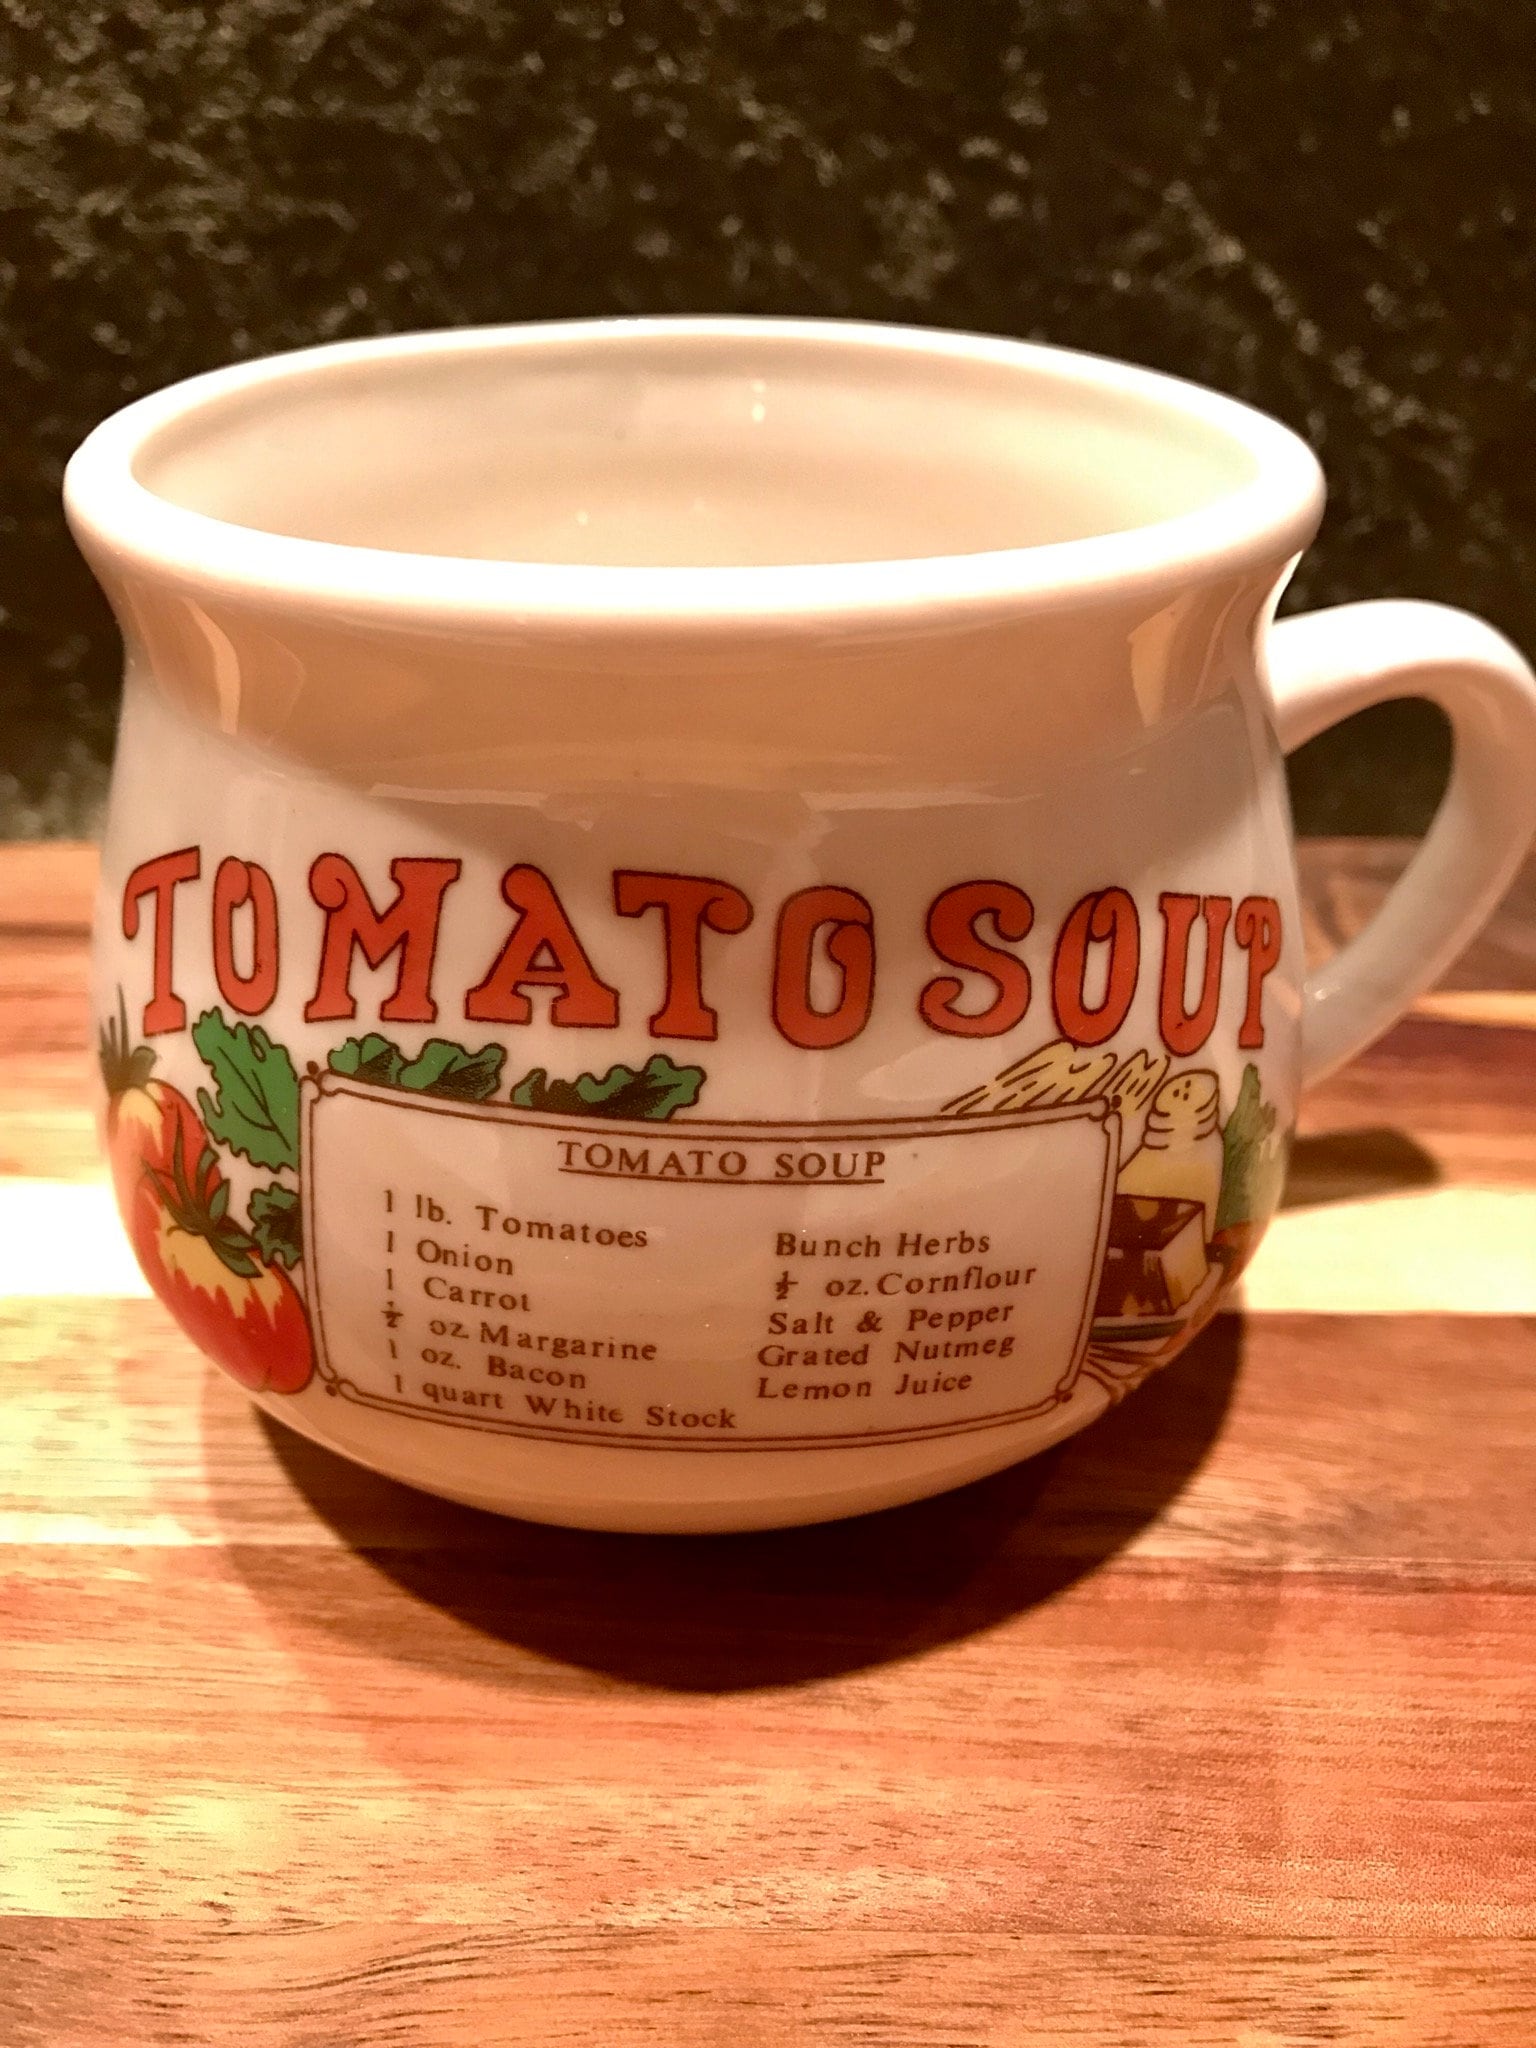 TOMATO SOUP
TOMATO SOUP
1 lb. Tomatoes
1 Onion
1 Carrot
½ oz. Margarine
1 oz. Bacon
1 quart White Stock
Bunch Herbs
½ oz. Cornflour
Salt & Pepper
Grated Nutmeg
Lemon Juice